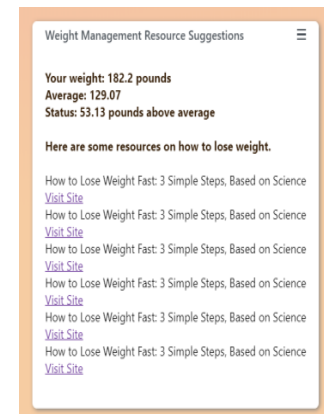 Weight Management Resource Suggestions
Your weight: 182.2 pounds
Average: 129.07
Status: 53.13 pounds above average
Here are some resources on how to lose weight.
How to Lose Weight Fast: 3 Simple Steps, Based on Science
Visit Site
How to Lose Weight Fast: 3 Simple Steps, Based on Science
Visit Site
How to Lose Weight Fast: 3 Simple Steps, Based on Science
Visit Site
How to Lose Weight Fast: 3 Simple Steps, Based on Science
Visit Site
How to Lose Weight Fast: 3 Simple Steps, Based on Science
Visit Site
How to Lose Weight Fast: 3 Simple Steps, Based on Science
Visit Site